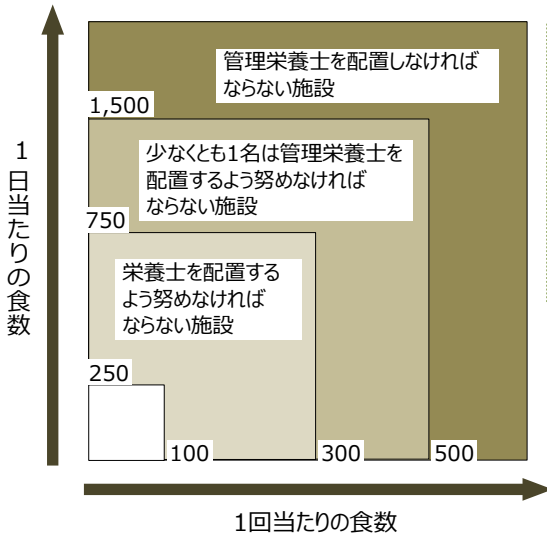 管理栄養士を配置しなければ
ならない施設
1,500
少なくとも1名は管理栄養士を
配置するよう努めなければ
ならない施設
750
栄養士を配置する
よう努めなければ
ならない施設
250
100
300
500
1日当たりの食数
1回当たりの食数